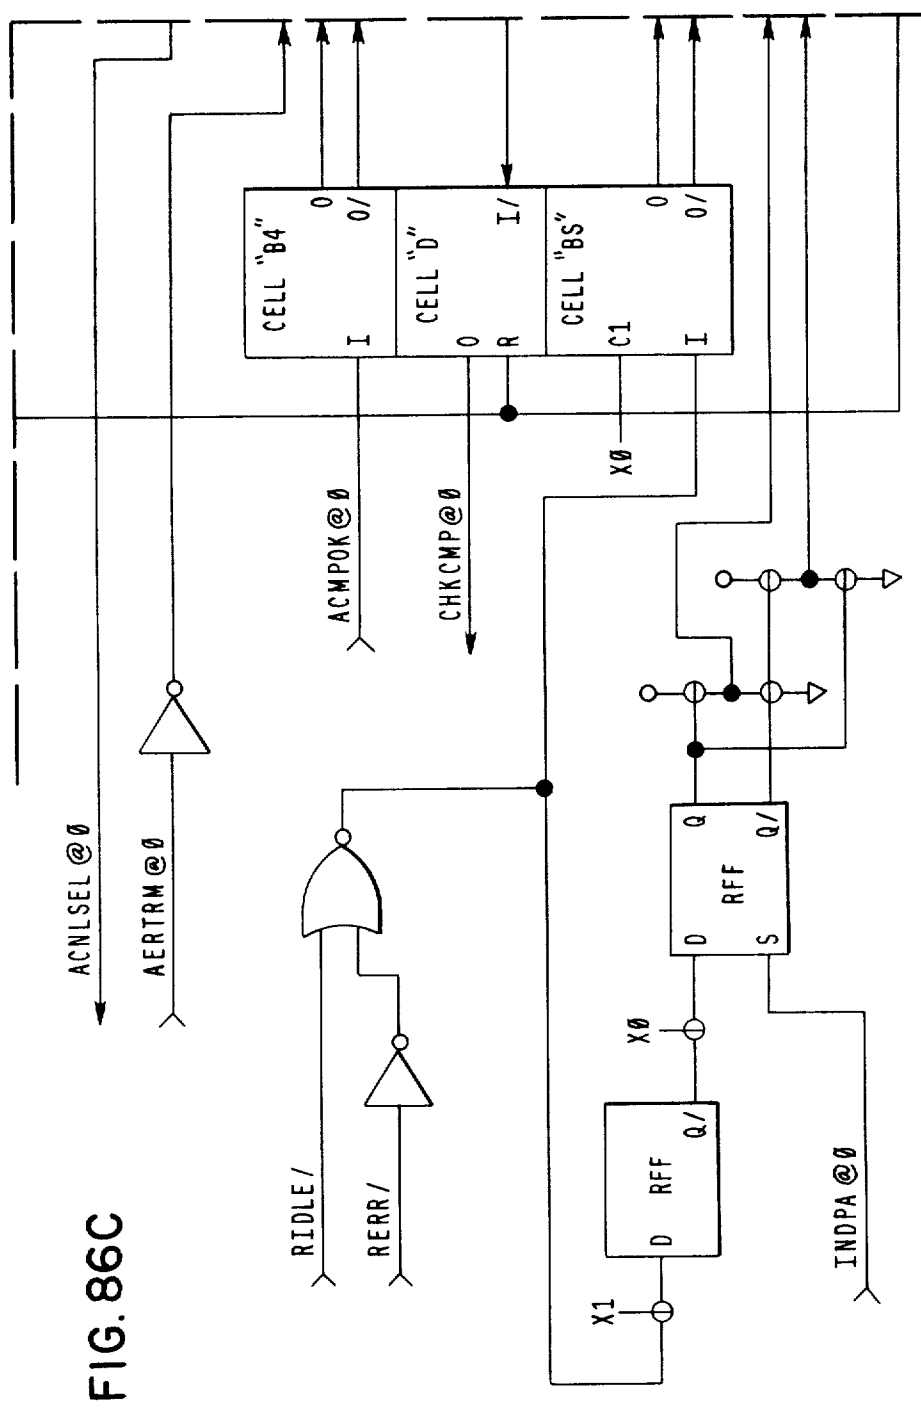 FIG. 86C
ACNLSEL@Ø
AERTRM@Ø
RIDLE/
RERR/
ACMPOK@Ø
CHKCMP@Ø
CELL "B4"
I
O
O/
CELL "D"
O
R
I/
CELL "BS"
C1
I
O
O/
XØ
X1
D
RFF
Q/
XØ
D
S
RFF
Q
Q/
INDPA@Ø